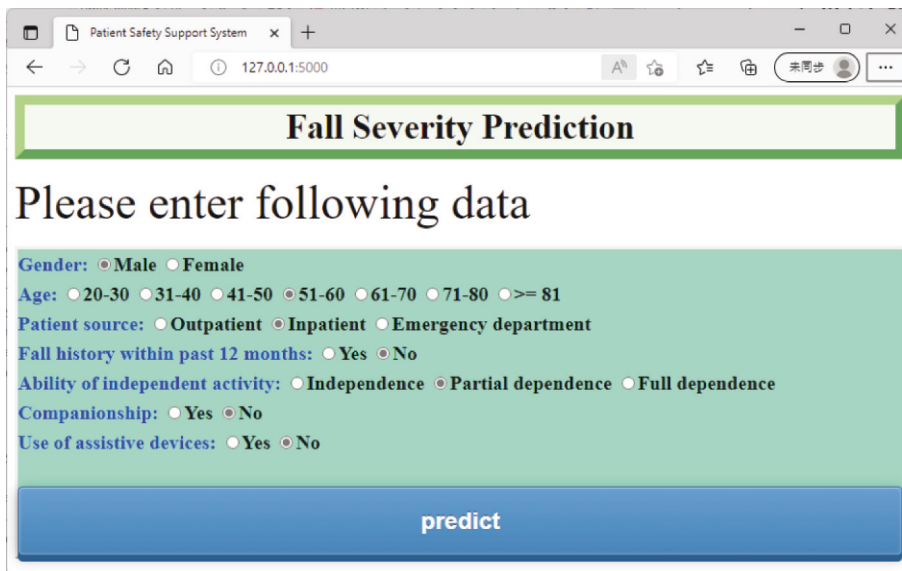 Patient Safety Support System
127.0.0.1:5000
未同步
Fall Severity Prediction
Please enter following data
Gender: Male Female
Age: 20-30 31-40 41-50 51-60 61-70 71-80 >= 81
Patient source: Outpatient Inpatient Emergency department
Fall history within past 12 months: Yes No
Ability of independent activity: Independence Partial dependence Full dependence
Companionship: Yes No
Use of assistive devices: Yes No
predict